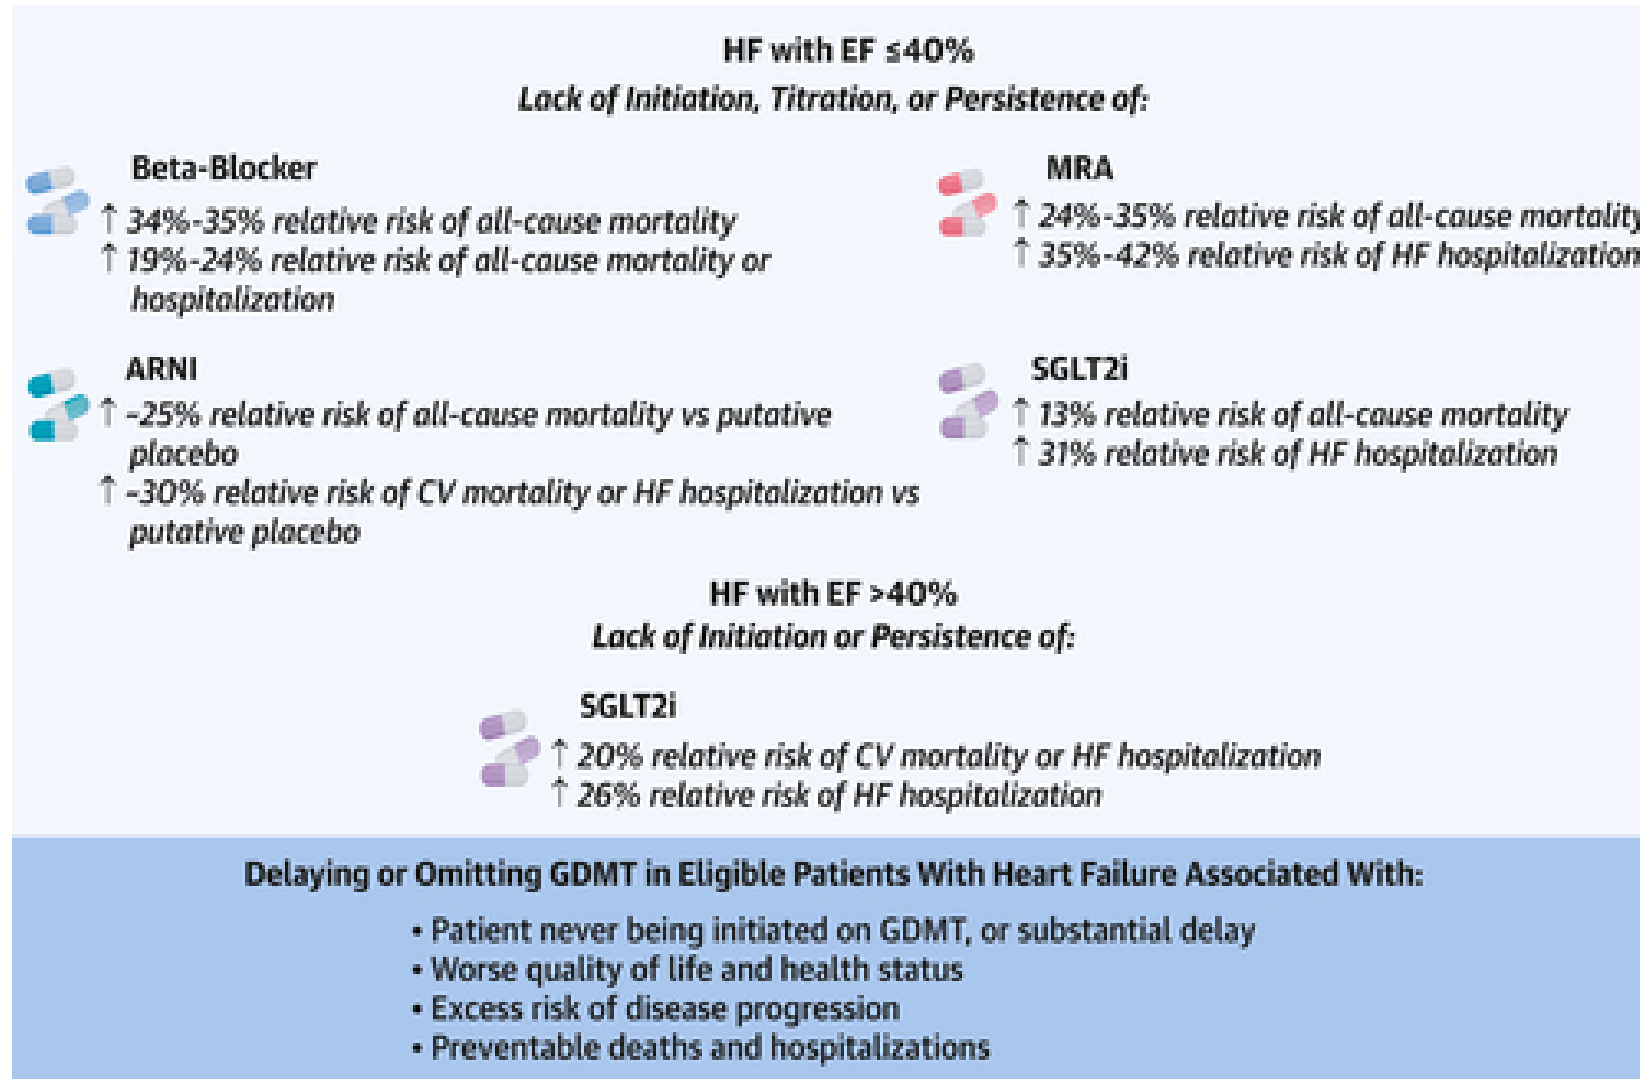 HF with EF ≤40%
Lack of Initiation, Titration, or Persistence of:
Beta-Blocker
↑ 34%-35% relative risk of all-cause mortality
↑ 19%-24% relative risk of all-cause mortality or
hospitalization
MRA
↑ 24%-35% relative risk of all-cause mortality
↑ 35%-42% relative risk of HF hospitalization
ARNI
↑ ~25% relative risk of all-cause mortality vs putative
placebo
↑ ~30% relative risk of CV mortality or HF hospitalization vs
putative placebo
SGLT2i
↑ 13% relative risk of all-cause mortality
↑ 31% relative risk of HF hospitalization
HF with EF >40%
Lack of Initiation or Persistence of:
SGLT2i
↑ 20% relative risk of CV mortality or HF hospitalization
↑ 26% relative risk of HF hospitalization
Delaying or Omitting GDMT in Eligible Patients With Heart Failure Associated With:
• Patient never being initiated on GDMT, or substantial delay
• Worse quality of life and health status
• Excess risk of disease progression
• Preventable deaths and hospitalizations